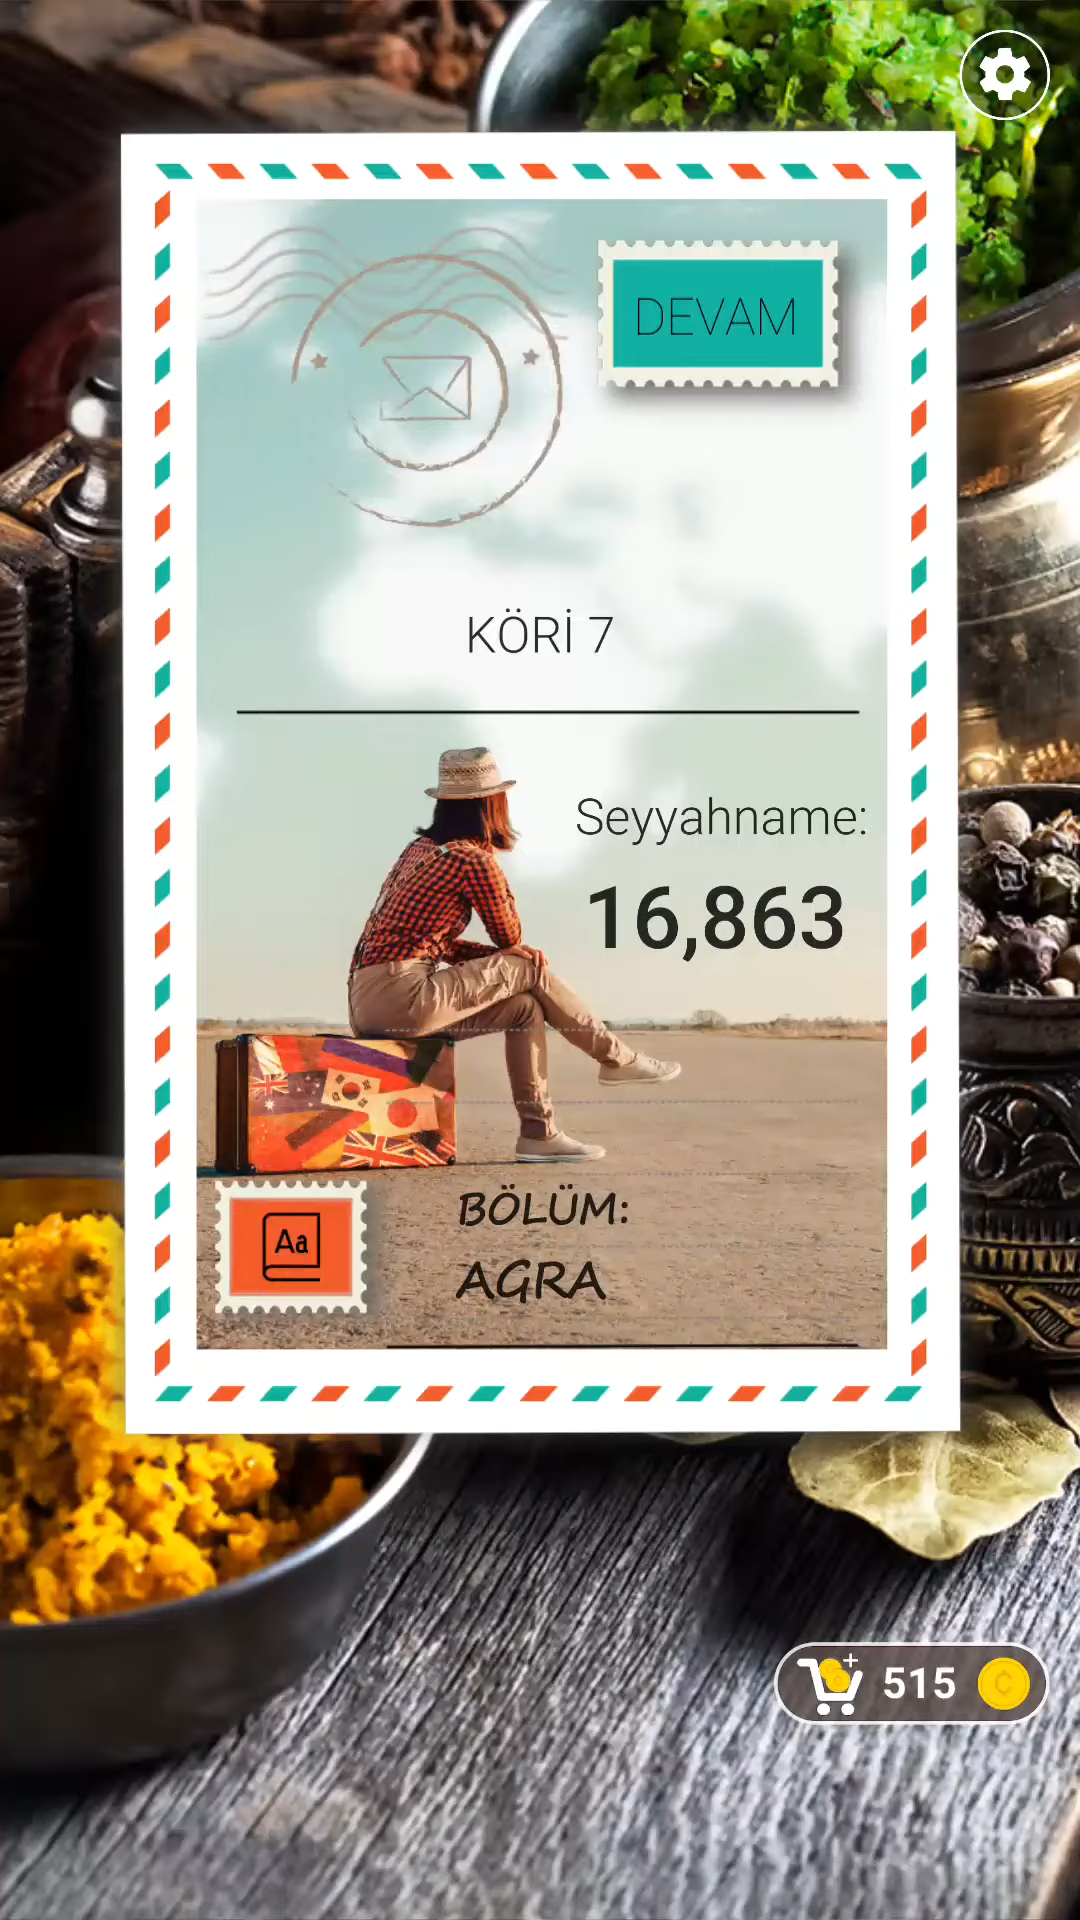 DEVAM
KÖRİ 7
Seyyahname:
16,863
Aa
BÖLÜM:
AGRA
515